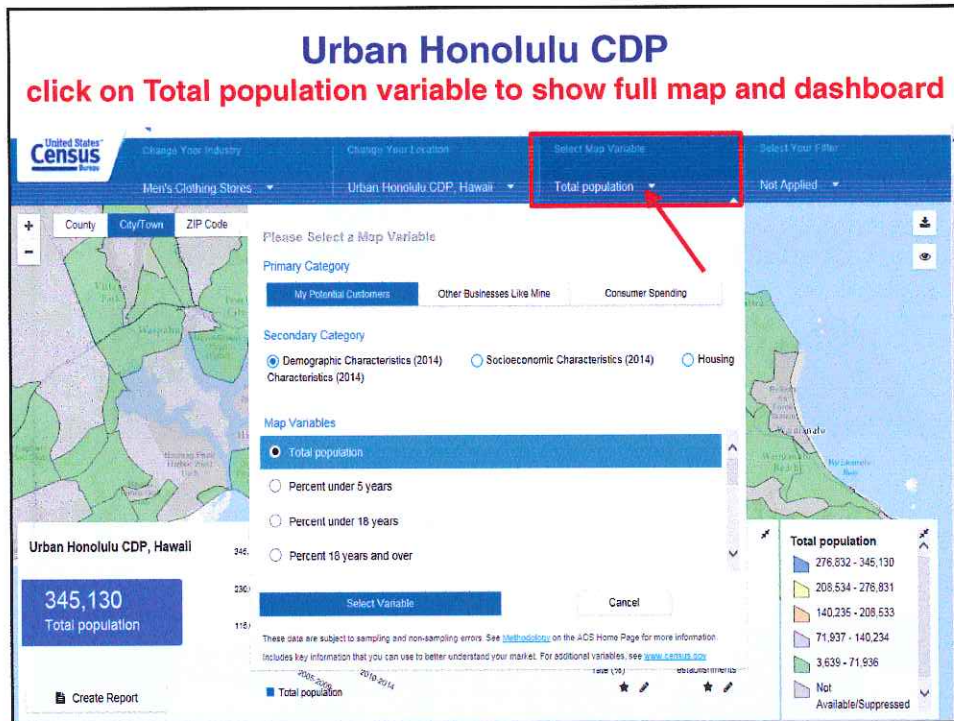 Urban Honolulu CDP
click on Total population variable to show full map and dashboard
United States®
Census
Bureau
Change Your Industry
Change Your Location
Select Map Variable
Select Your Filter
Men's Clothing Stores
Urban Honolulu CDP, Hawaii
Total population
Not Applied
+
−
County
City/Town
ZIP Code
Please Select a Map Variable
Primary Category
My Potential Customers
Other Businesses Like Mine
Consumer Spending
Secondary Category
Demographic Characteristics (2014)
Socioeconomic Characteristics (2014)
Housing
Characteristics (2014)
Waipahu
Map Variables
Total population
Percent under 5 years
Percent under 18 years
Percent 18 years and over
Select Variable
Cancel
These data are subject to sampling and non-sampling errors. See Methodology on the ACS Home Page for more information.
Includes key information that you can use to better understand your market. For additional variables, see www.census.gov
Urban Honolulu CDP, Hawaii
345,130
Total population
Create Report
345,
230,
115,
2005-2009
2010-2014
Total population
rate (%)
establishments
Total population
276,832 - 345,130
208,534 - 276,831
140,235 - 208,533
71,937 - 140,234
3,639 - 71,936
Not
Available/Suppressed